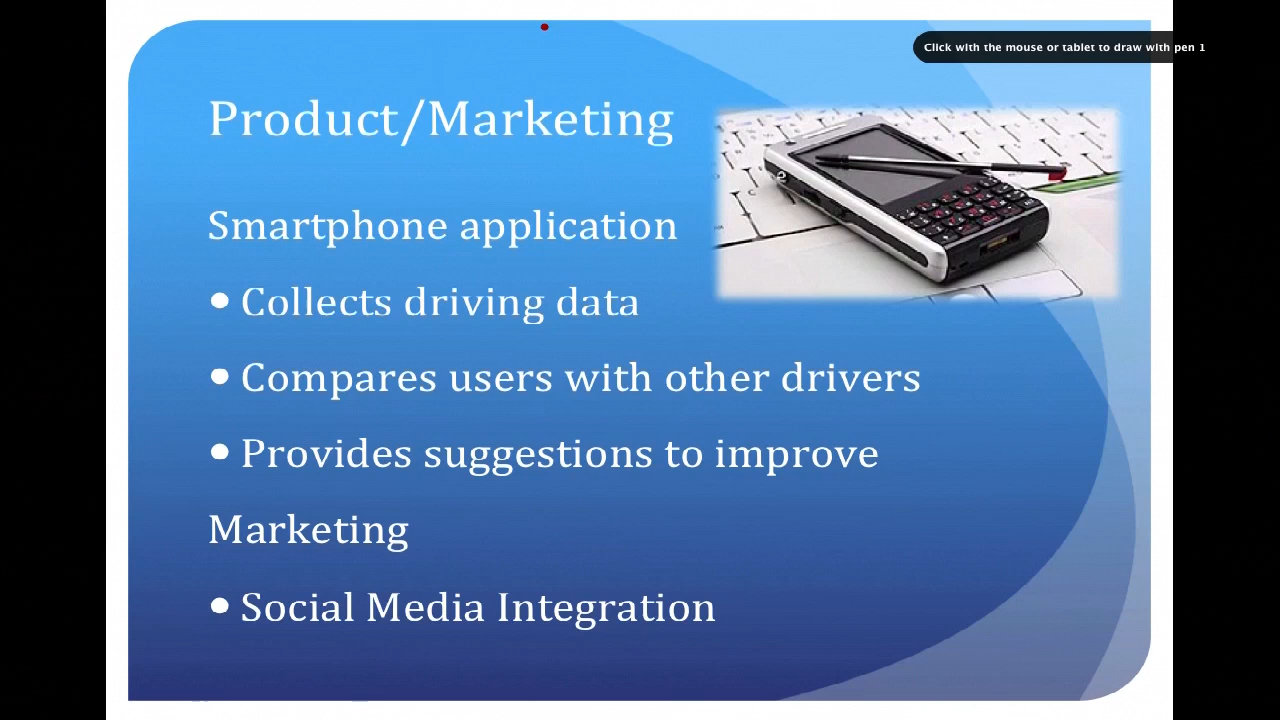 Click with the mouse or tablet to draw with pen 1
Product/Marketing
Smartphone application
• Collects driving data
• Compares users with other drivers
• Provides suggestions to improve
Marketing
• Social Media Integration